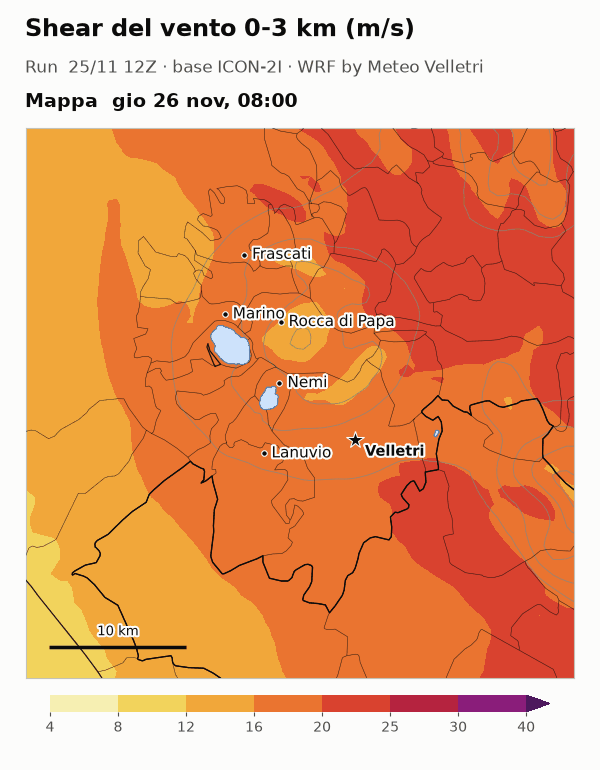 Shear del vento 0-3 km (m/s)
Run  25/11 12Z · base ICON-2I · WRF by Meteo Velletri
Mappa  gio 26 nov, 08:00
Frascati
Marino
Rocca di Papa
Nemi
Velletri
Lanuvio
10 km
4 8 12 16 20 25 30 40